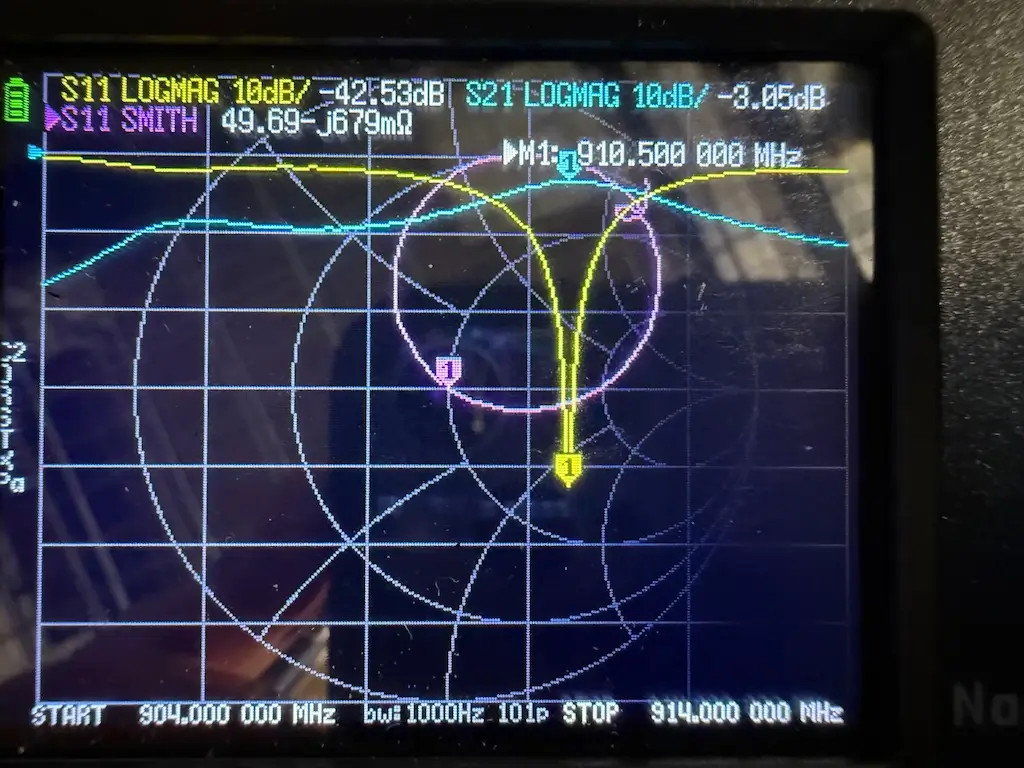 S11 LOGMAG 10dB/ -42.53dB S21 LOGMAG 10dB/ -3.05dB
S11 SMITH 49.69-j679mΩ
M1: 910.500 000 MHz
1
1
1
START 904.000 000 MHz bw:1000Hz 101p STOP 914.000 000 MHz
Na